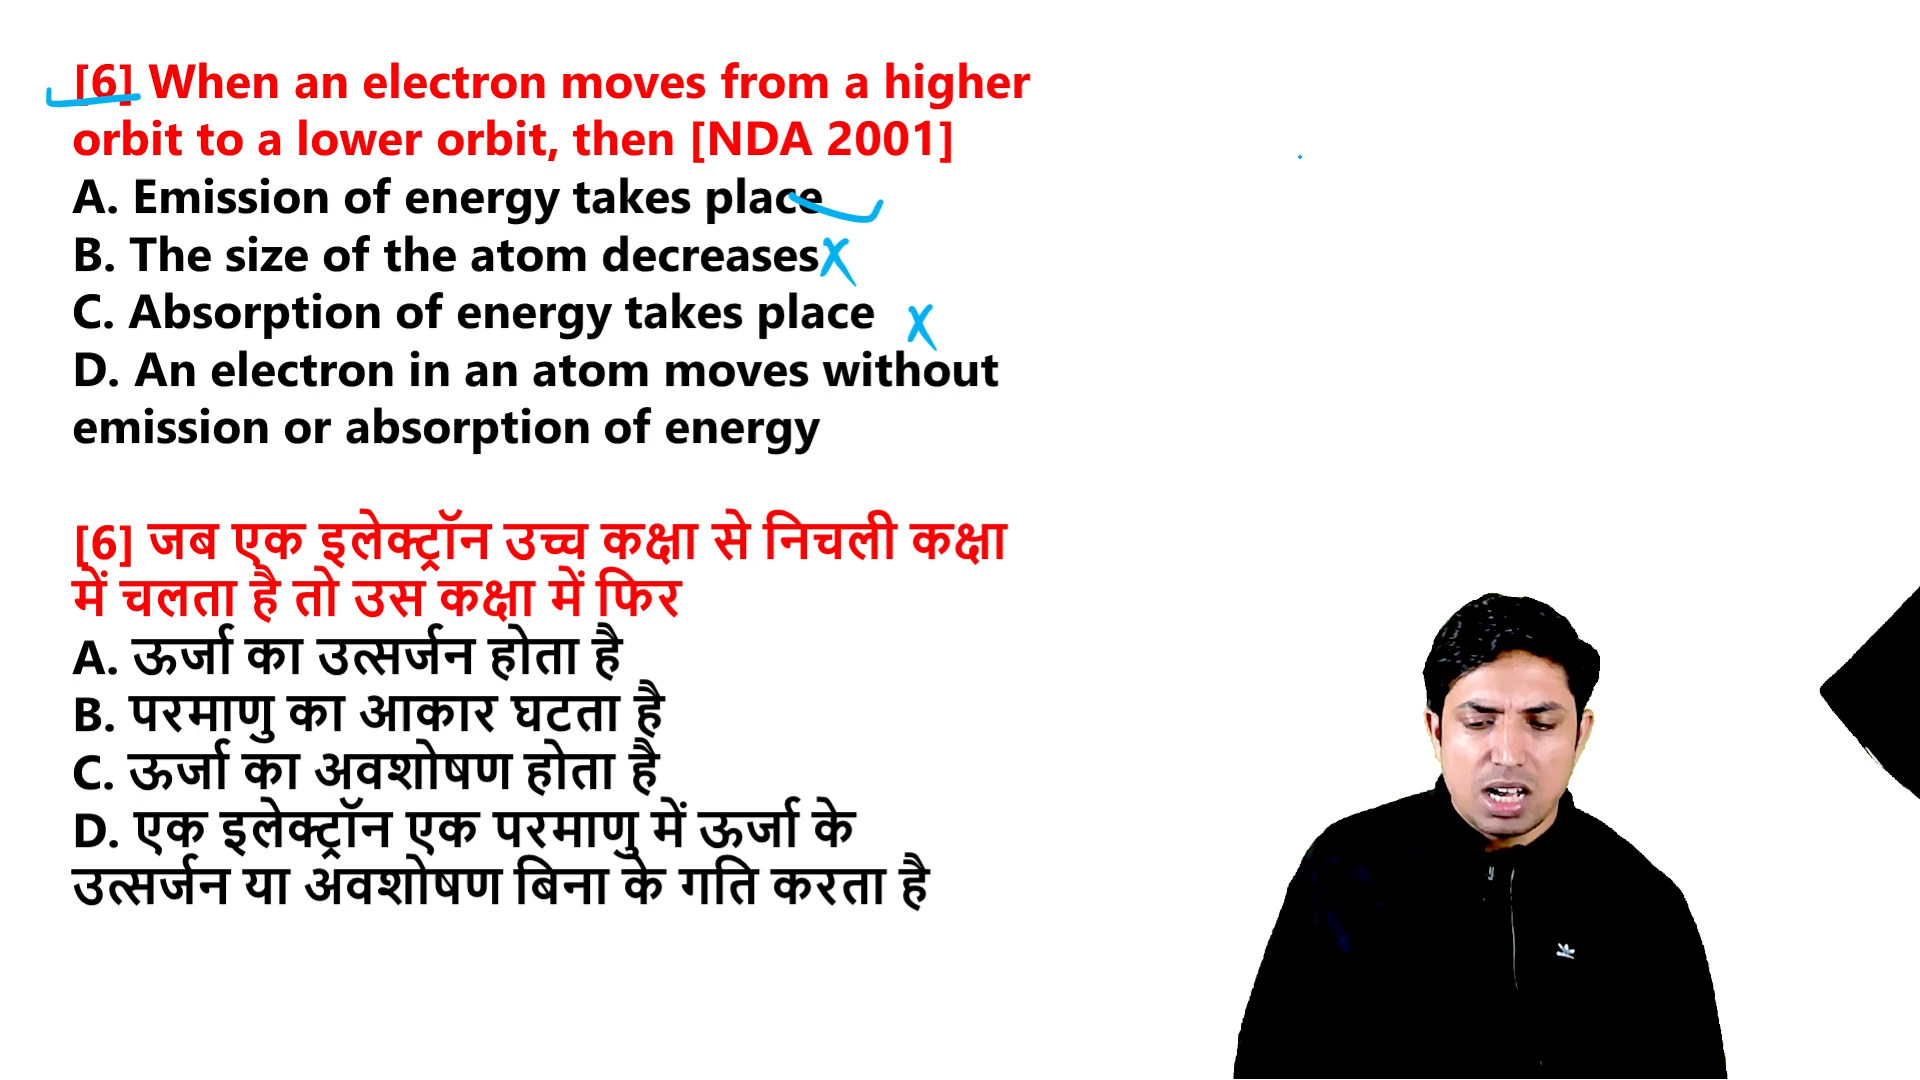 [6] When an electron moves from a higher
orbit to a lower orbit, then [NDA 2001]
A. Emission of energy takes place
B. The size of the atom decreases
C. Absorption of energy takes place
D. An electron in an atom moves without
emission or absorption of energy
[6] जब एक इलेक्ट्रॉन उच्च कक्षा से निचली कक्षा
में चलता है तो उस कक्षा में फिर
A. ऊर्जा का उत्सर्जन होता है
B. परमाणु का आकार घटता है
C. ऊर्जा का अवशोषण होता है
D. एक इलेक्ट्रॉन एक परमाणु में ऊर्जा के
उत्सर्जन या अवशोषण बिना के गति करता है